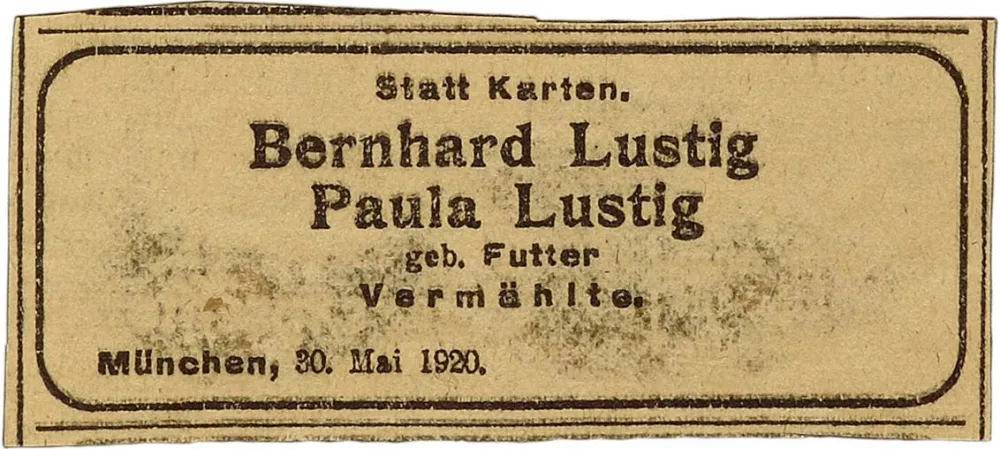 Statt Karten.
Bernhard Lustig
Paula Lustig
geb. Futter
Vermählte.
München, 30. Mai 1920.